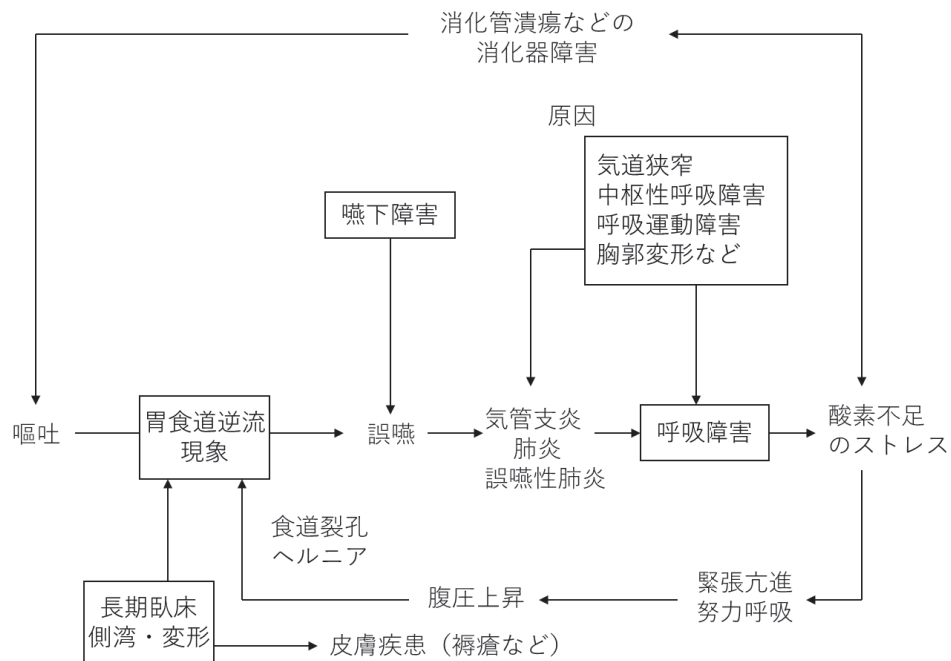 消化管潰瘍などの
消化器障害
原因
気道狭窄
中枢性呼吸障害
呼吸運動障害
胸郭変形など
嚥下障害
嘔吐
胃食道逆流
現象
誤嚥
気管支炎
肺炎
誤嚥性肺炎
呼吸障害
酸素不足
のストレス
食道裂孔
ヘルニア
腹圧上昇
緊張亢進
努力呼吸
長期臥床
側湾・変形
皮膚疾患（褥瘡など）